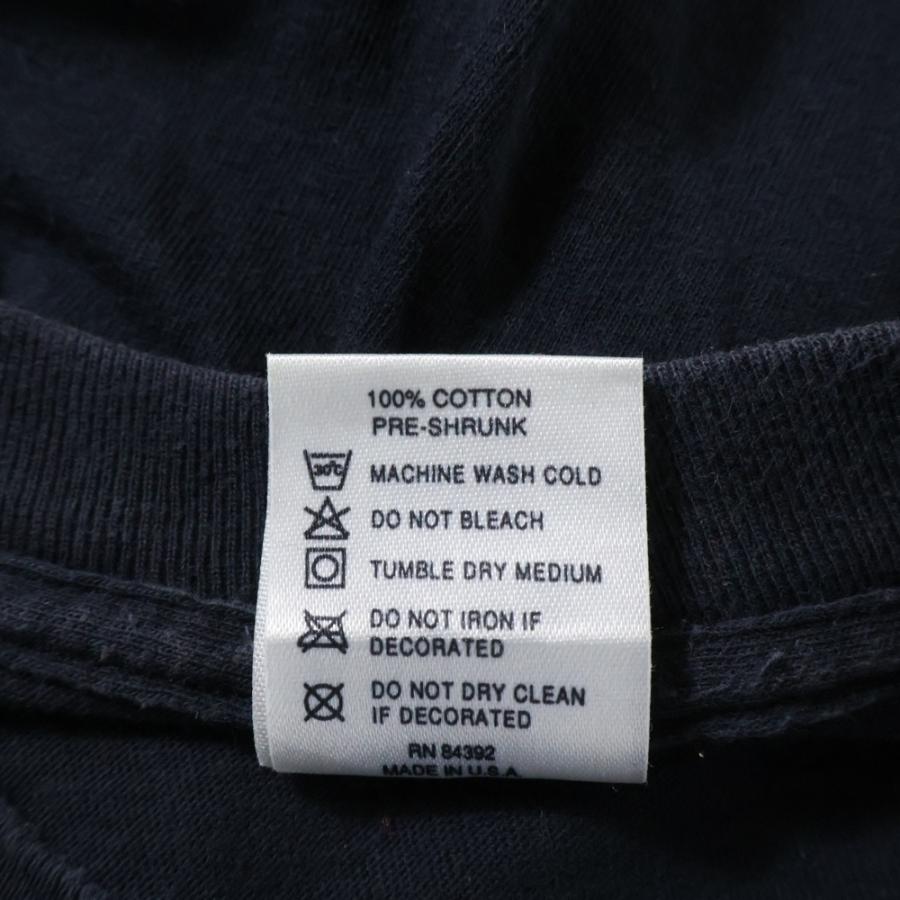 100% COTTON
PRE-SHRUNK
30°C
MACHINE WASH COLD
DO NOT BLEACH
TUMBLE DRY MEDIUM
DO NOT IRON IF
DECORATED
DO NOT DRY CLEAN
IF DECORATED
RN 84392
MADE IN U.S.A.